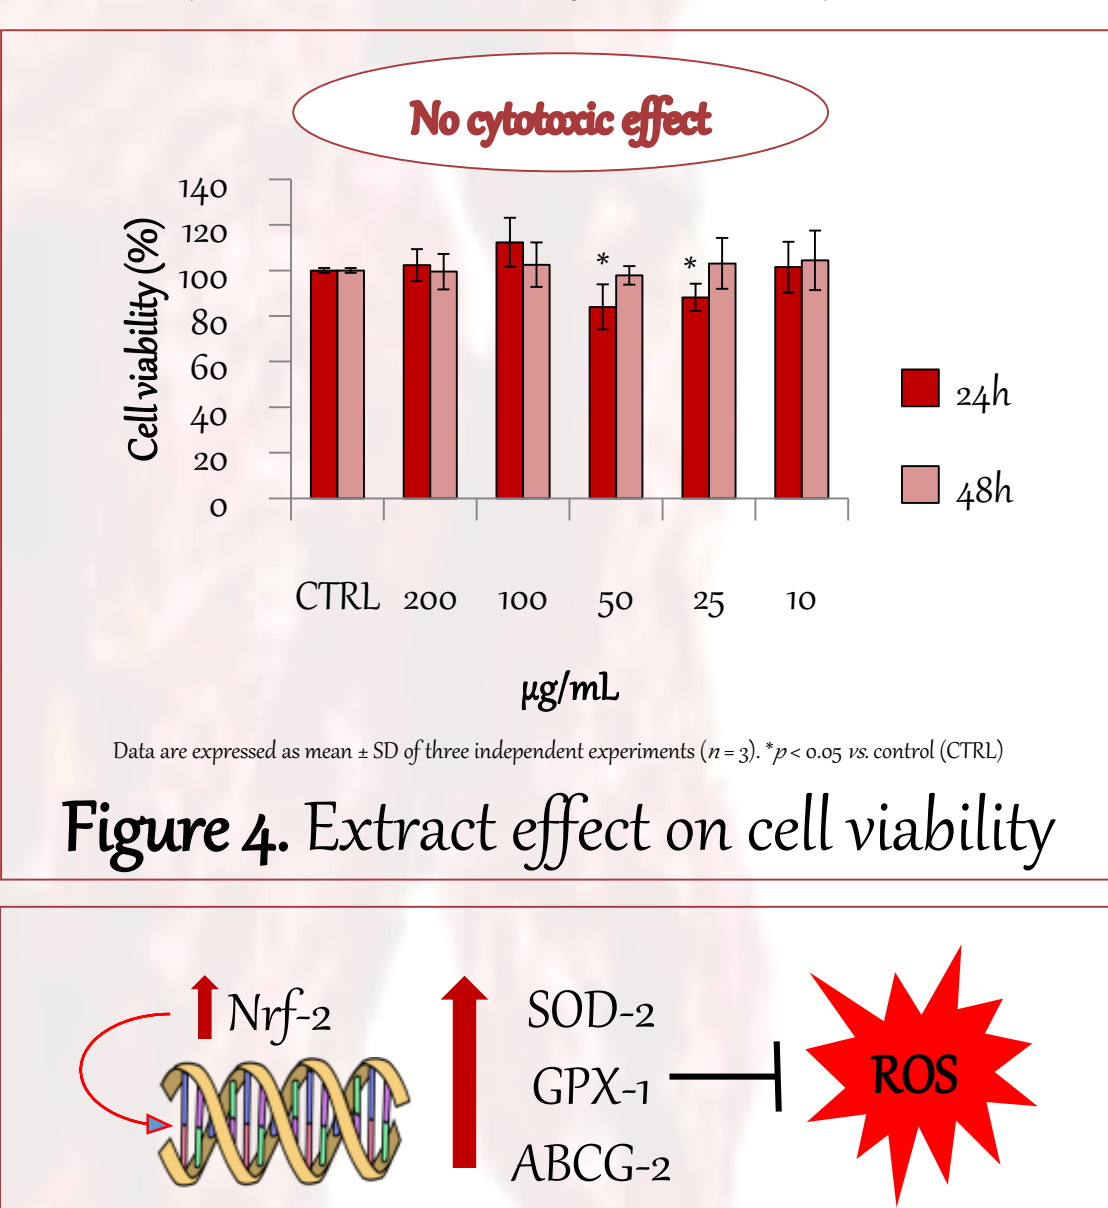 No cytotoxic effect
140
120
100
80
60
40
20
0
Cell viability (%)
24h
48h
CTRL 200 100 50 25 10
* *
µg/mL
Data are expressed as mean ± SD of three independent experiments (n = 3). *p < 0.05 vs. control (CTRL)
Figure 4. Extract effect on cell viability
Nrf-2
SOD-2
GPX-1
ABCG-2
ROS